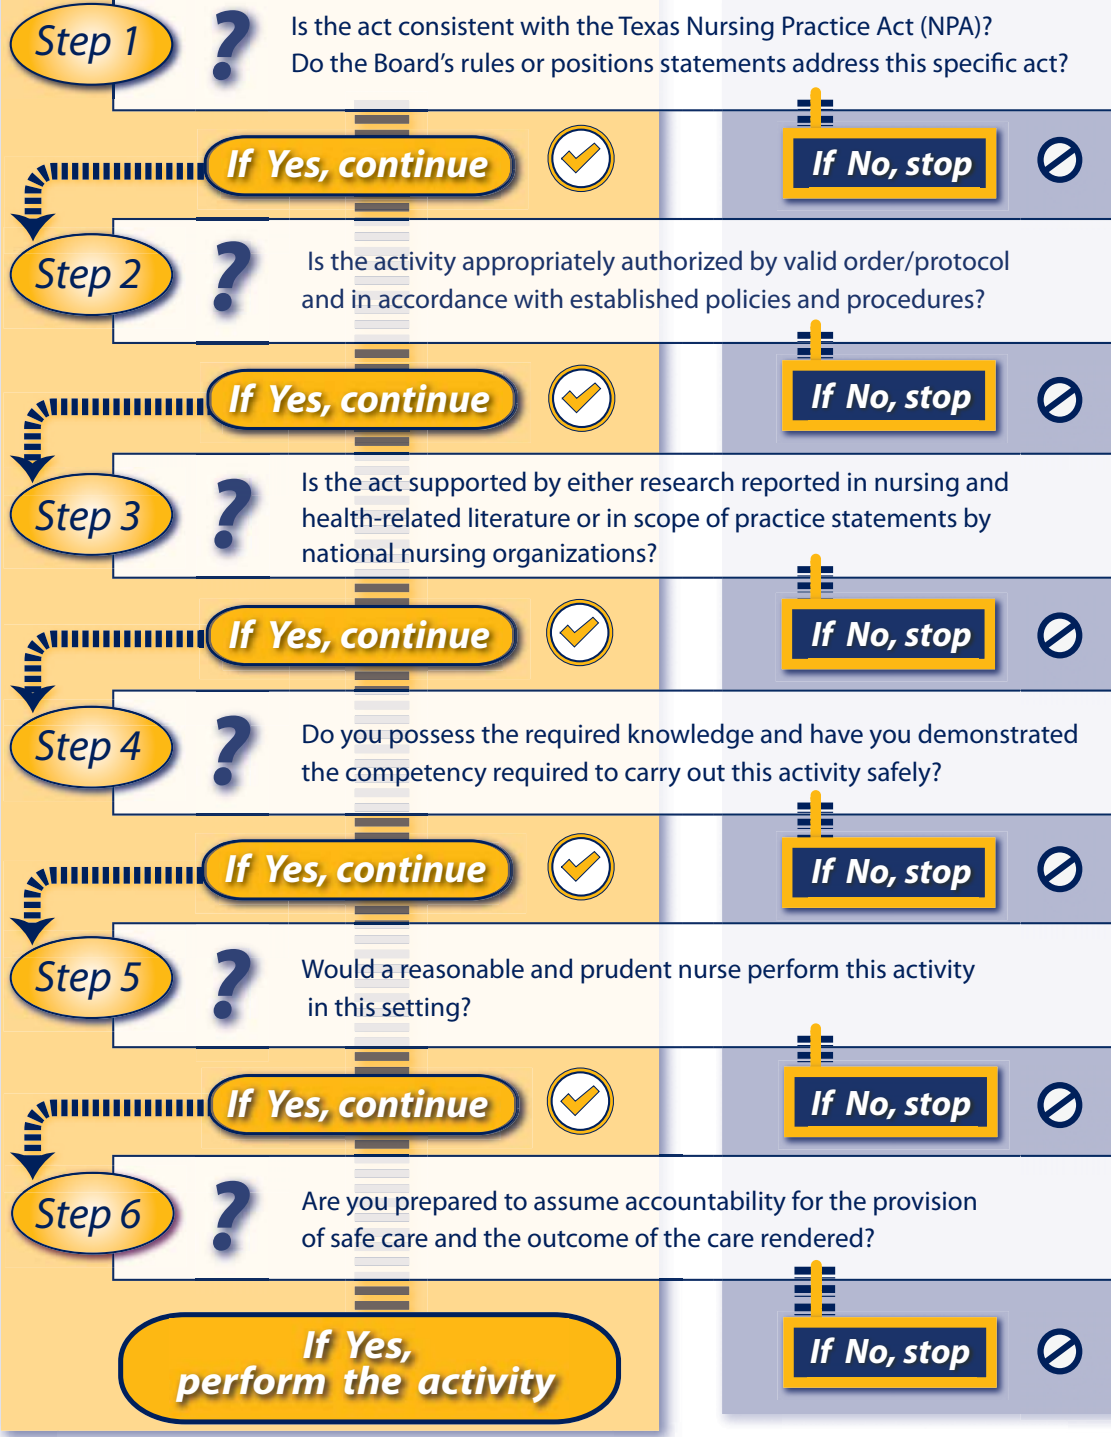 Step 1
?
Is the act consistent with the Texas Nursing Practice Act (NPA)?
Do the Board's rules or positions statements address this specific act?
If Yes, continue
If No, stop
Step 2
?
Is the activity appropriately authorized by valid order/protocol
and in accordance with established policies and procedures?
If Yes, continue
If No, stop
Step 3
?
Is the act supported by either research reported in nursing and
health-related literature or in scope of practice statements by
national nursing organizations?
If Yes, continue
If No, stop
Step 4
?
Do you possess the required knowledge and have you demonstrated
the competency required to carry out this activity safely?
If Yes, continue
If No, stop
Step 5
?
Would a reasonable and prudent nurse perform this activity
in this setting?
If Yes, continue
If No, stop
Step 6
?
Are you prepared to assume accountability for the provision
of safe care and the outcome of the care rendered?
If Yes,
perform the activity
If No, stop